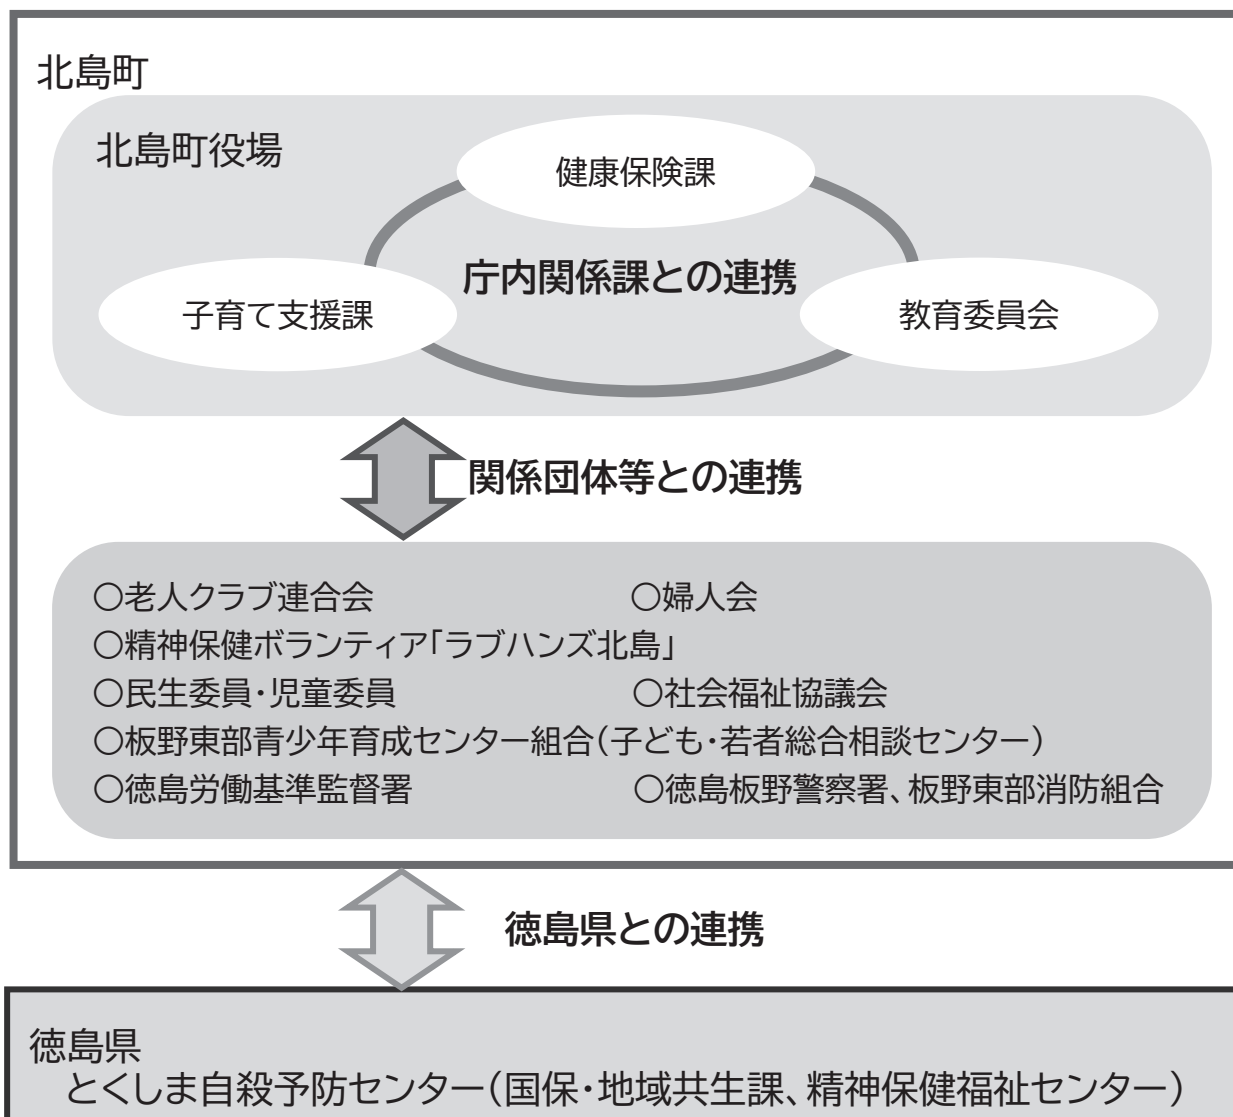 北島町
北島町役場
健康保険課
庁内関係課との連携
子育て支援課
教育委員会
関係団体等との連携
○老人クラブ連合会 ○婦人会
○精神保健ボランティア「ラブハンズ北島」
○民生委員・児童委員 ○社会福祉協議会
○板野東部青少年育成センター組合(子ども・若者総合相談センター)
○徳島労働基準監督署 ○徳島板野警察署、板野東部消防組合
徳島県との連携
徳島県
とくしま自殺予防センター(国保・地域共生課、精神保健福祉センター)